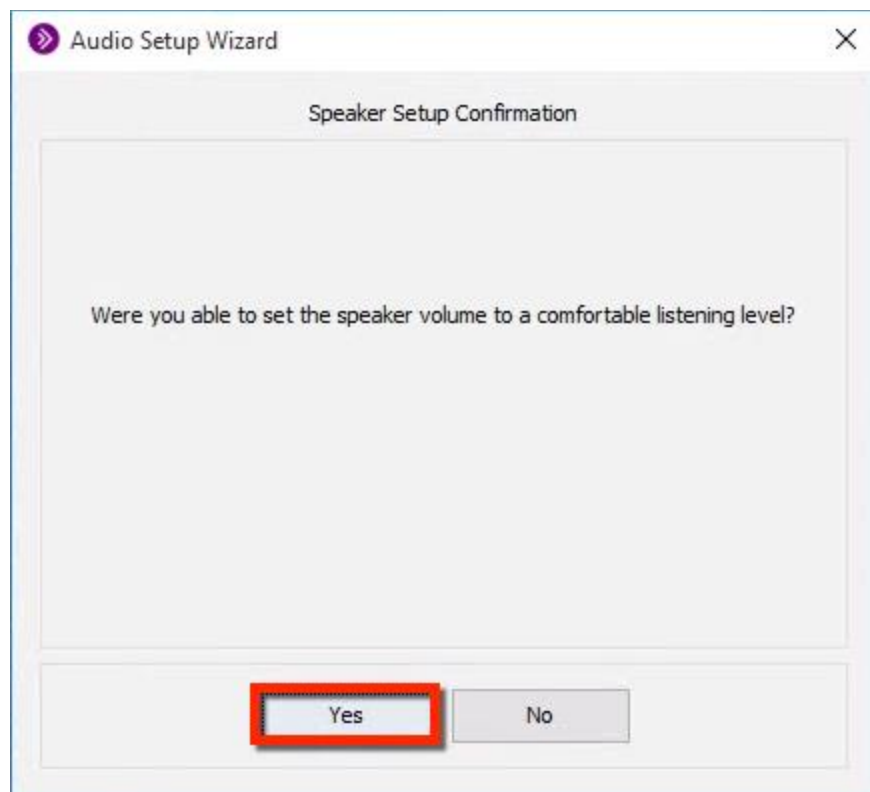 Audio Setup Wizard
Speaker Setup Confirmation
Were you able to set the speaker volume to a comfortable listening level?
Yes
No